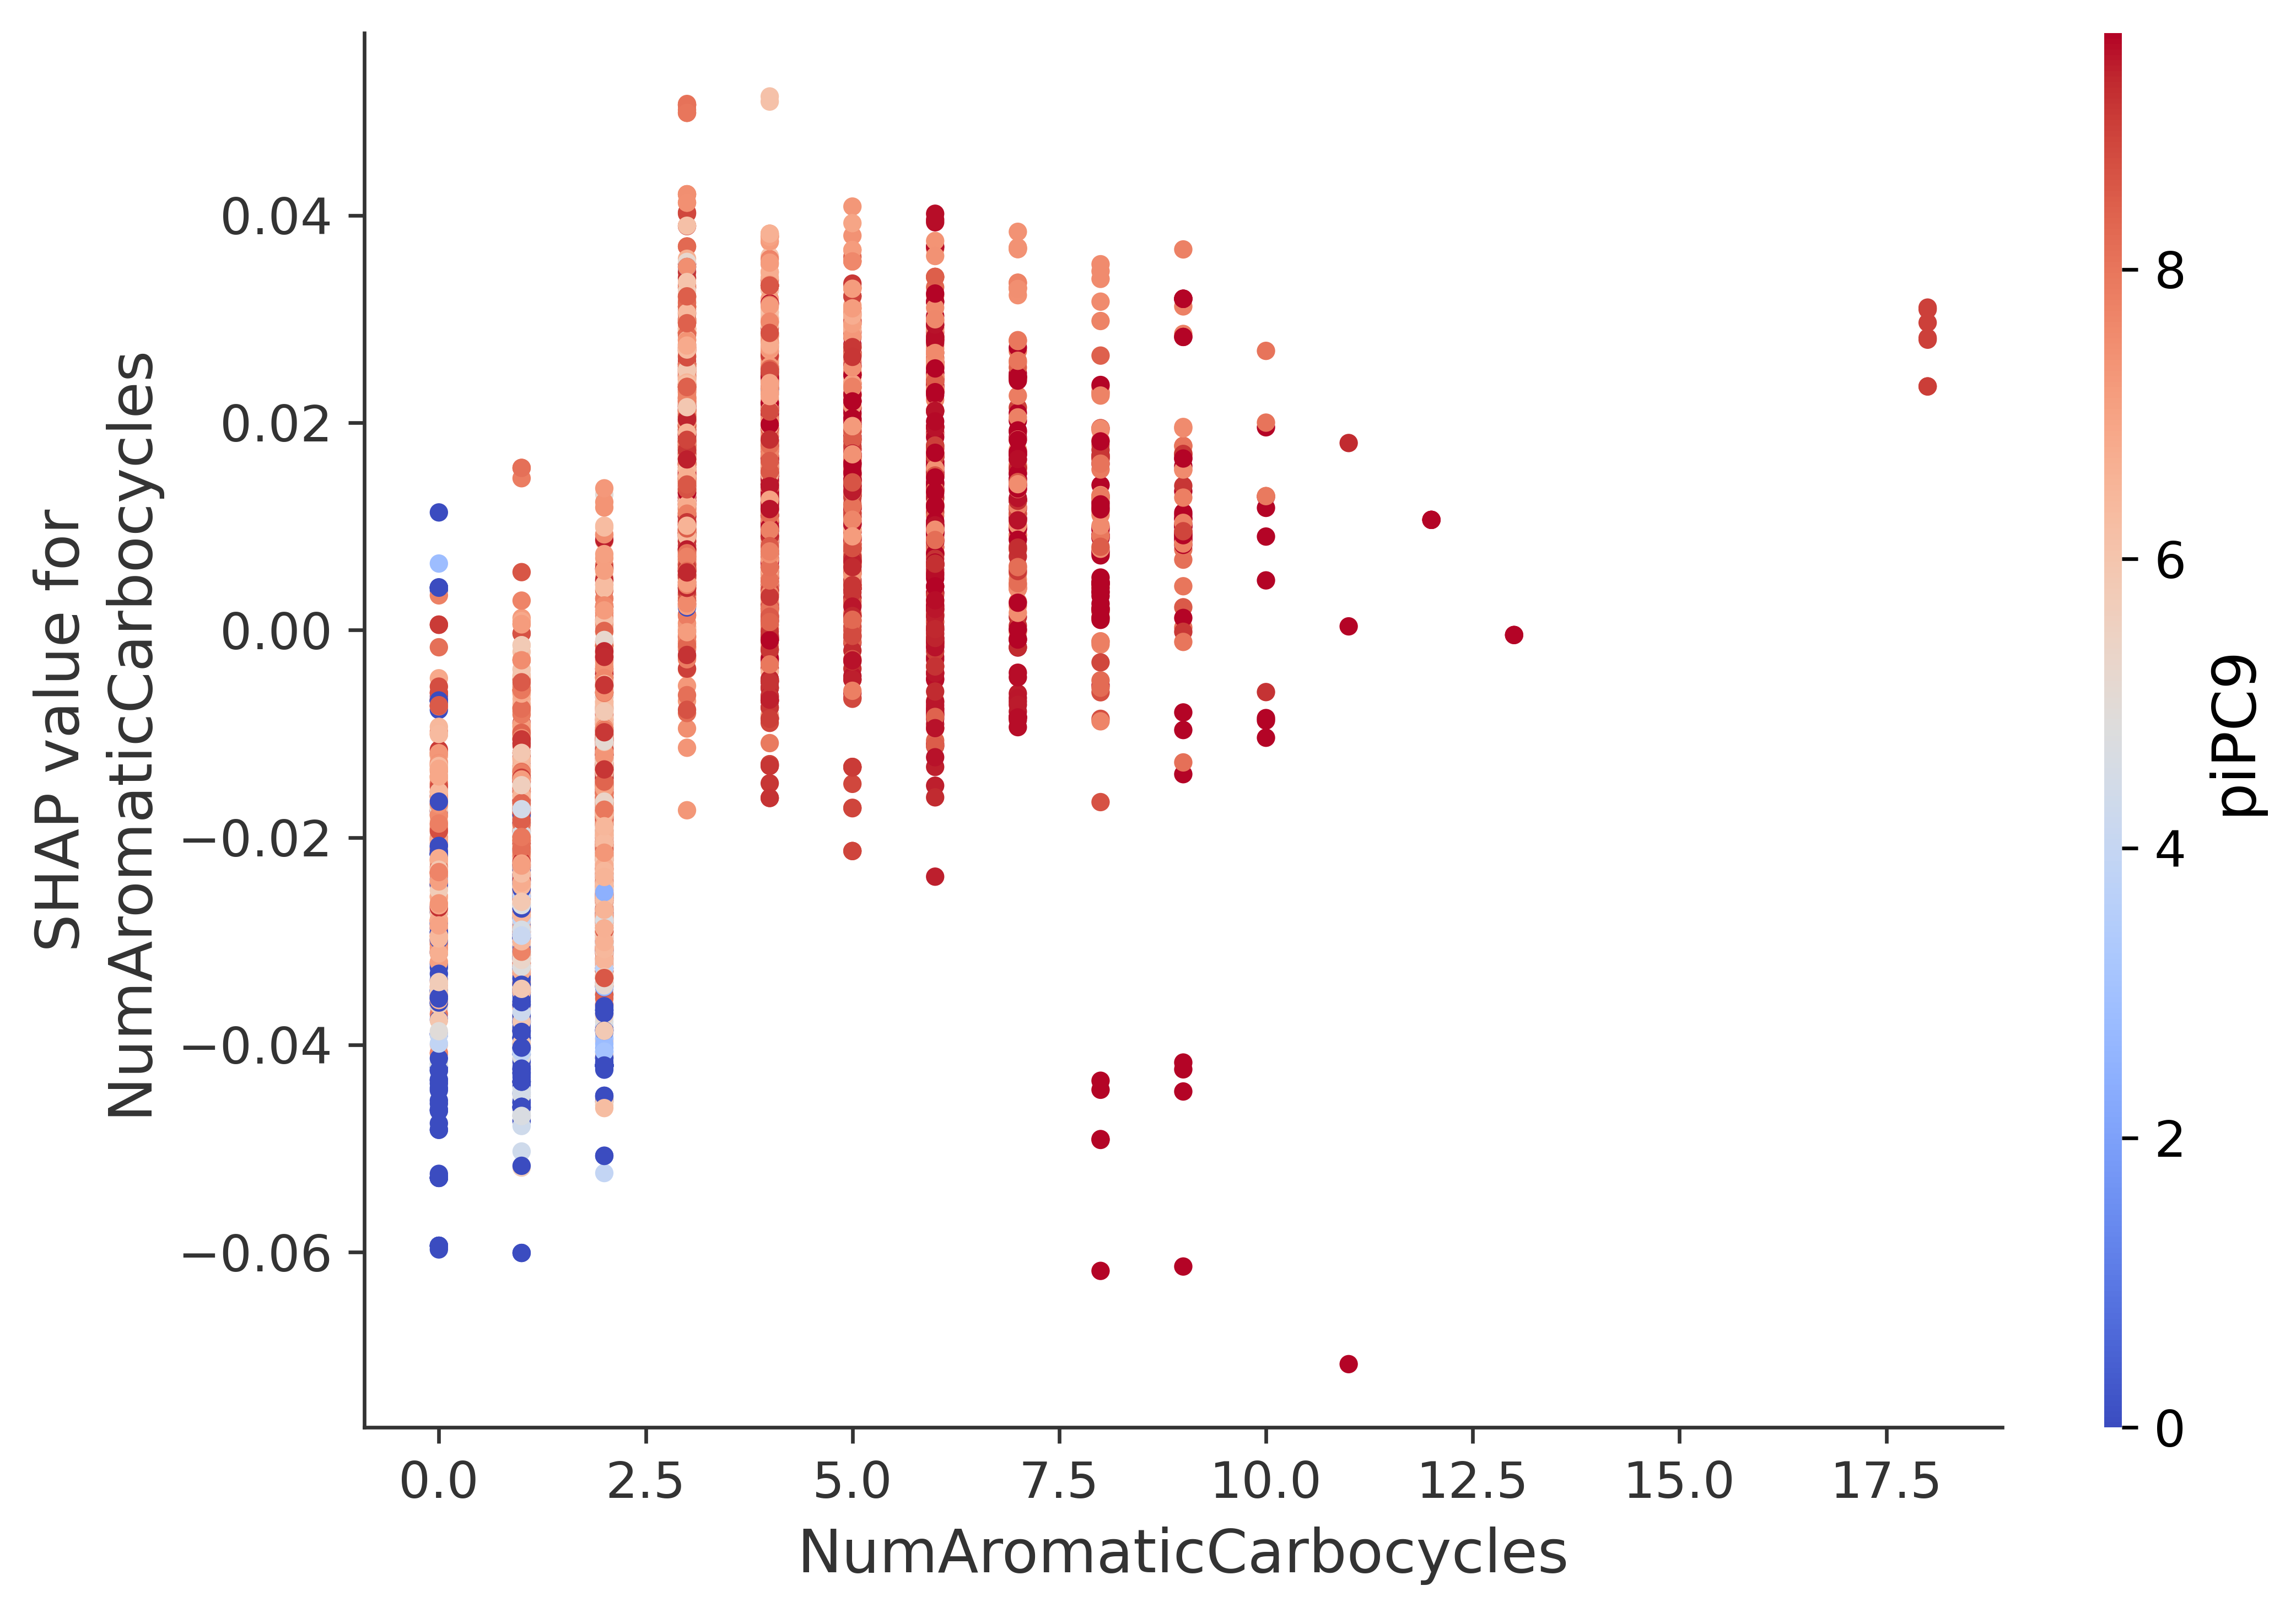 SHAP value for
NumAromaticCarbocycles
0.04
0.02
0.00
−0.02
−0.04
−0.06
0.0 2.5 5.0 7.5 10.0 12.5 15.0 17.5
NumAromaticCarbocycles
8
6
4
2
0
piPC9